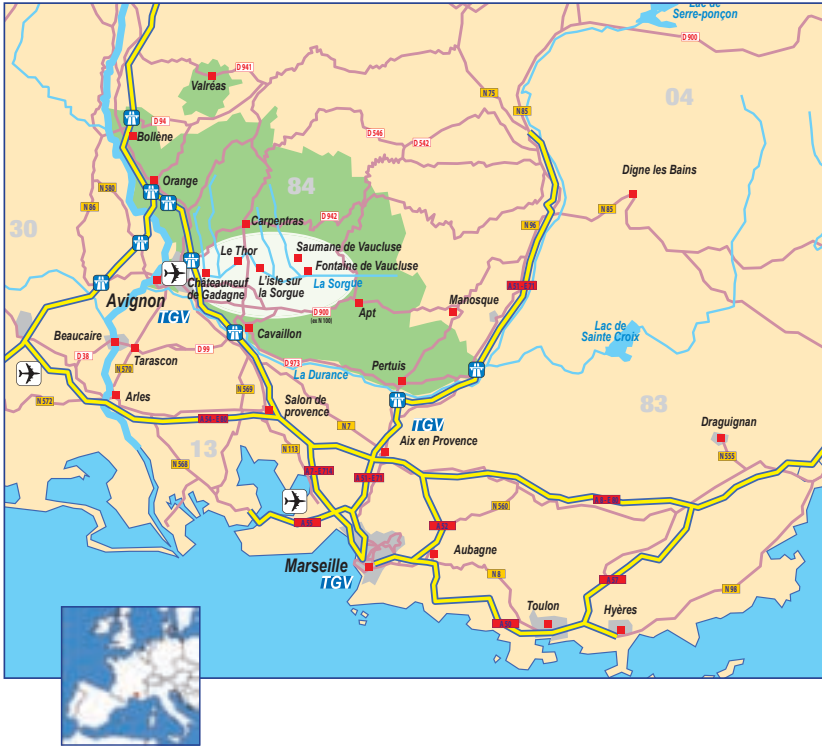 Lac de
Serre-ponçon
D 900
D 941
Valréas
N 75
N 85
04
D 94
Bollène
D 546
D 542
Digne les Bains
Orange
84
N 580
N 86
N 85
30
Carpentras
D 942
N 96
Le Thor
Saumane de Vaucluse
Fontaine de Vaucluse
Châteauneuf
de Gadagne
L'isle sur
la Sorgue
La Sorgue
Avignon
TGV
D 900
(ou N 100)
Apt
Manosque
Lac de
Sainte Croix
Beaucaire
Cavaillon
D 38
Tarascon
D 99
D 973
La Durance
Pertuis
N 570
N 572
Arles
N 569
Salon de
provence
83
TGV
N 7
Draguignan
13
N 113
Aix en Provence
N 555
N 568
N 560
A 52
Marseille
TGV
Aubagne
N 8
N 98
Toulon
Hyères
A 50